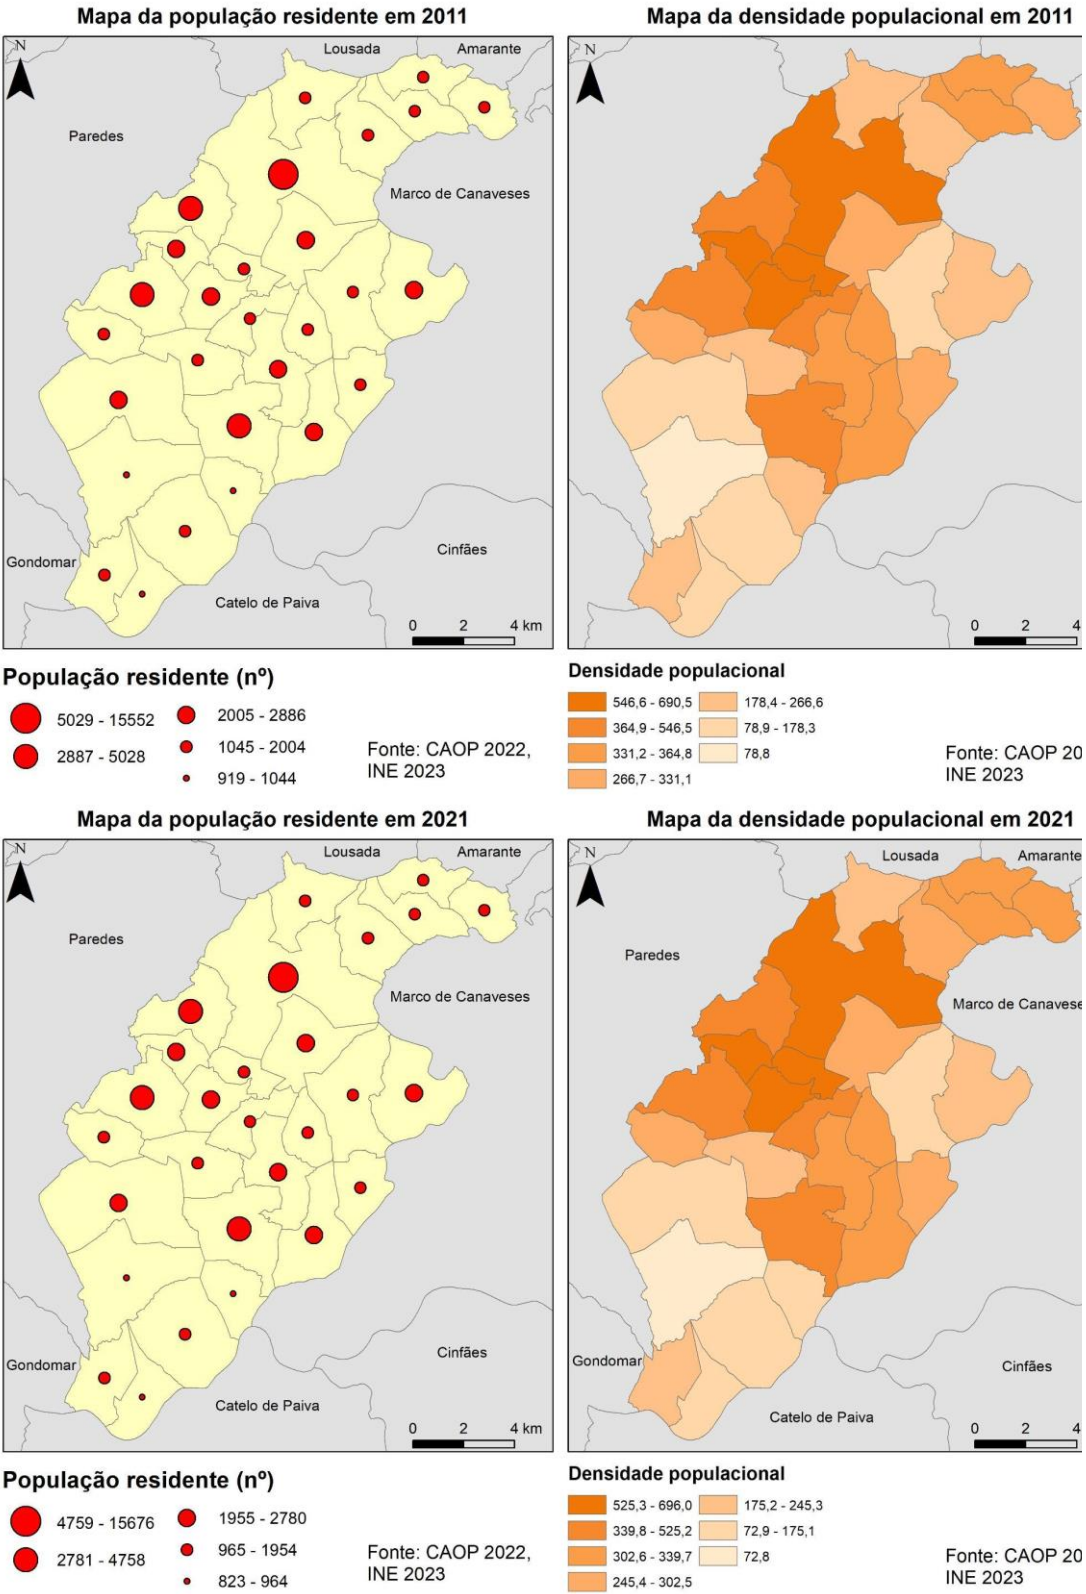 Mapa da população residente em 2011
N
Lousada
Amarante
Paredes
Marco de Canaveses
Gondomar
Cinfães
Catelo de Paiva
0 2 4 km
População residente (nº)
5029 - 15552
2887 - 5028
2005 - 2886
1045 - 2004
919 - 1044
Fonte: CAOP 2022,
INE 2023
Mapa da densidade populacional em 2011
N
0 2 4
Densidade populacional
546,6 - 690,5
364,9 - 546,5
331,2 - 364,8
266,7 - 331,1
178,4 - 266,6
78,9 - 178,3
78,8
Fonte: CAOP 20
INE 2023
Mapa da população residente em 2021
N
Lousada
Amarante
Paredes
Marco de Canaveses
Gondomar
Cinfães
Catelo de Paiva
0 2 4 km
População residente (nº)
4759 - 15676
2781 - 4758
1955 - 2780
965 - 1954
823 - 964
Fonte: CAOP 2022,
INE 2023
Mapa da densidade populacional em 2021
N
Lousada
Amarante
Paredes
Marco de Canavese
Gondomar
Cinfães
Catelo de Paiva
0 2 4
Densidade populacional
525,3 - 696,0
339,8 - 525,2
302,6 - 339,7
245,4 - 302,5
175,2 - 245,3
72,9 - 175,1
72,8
Fonte: CAOP 20
INE 2023